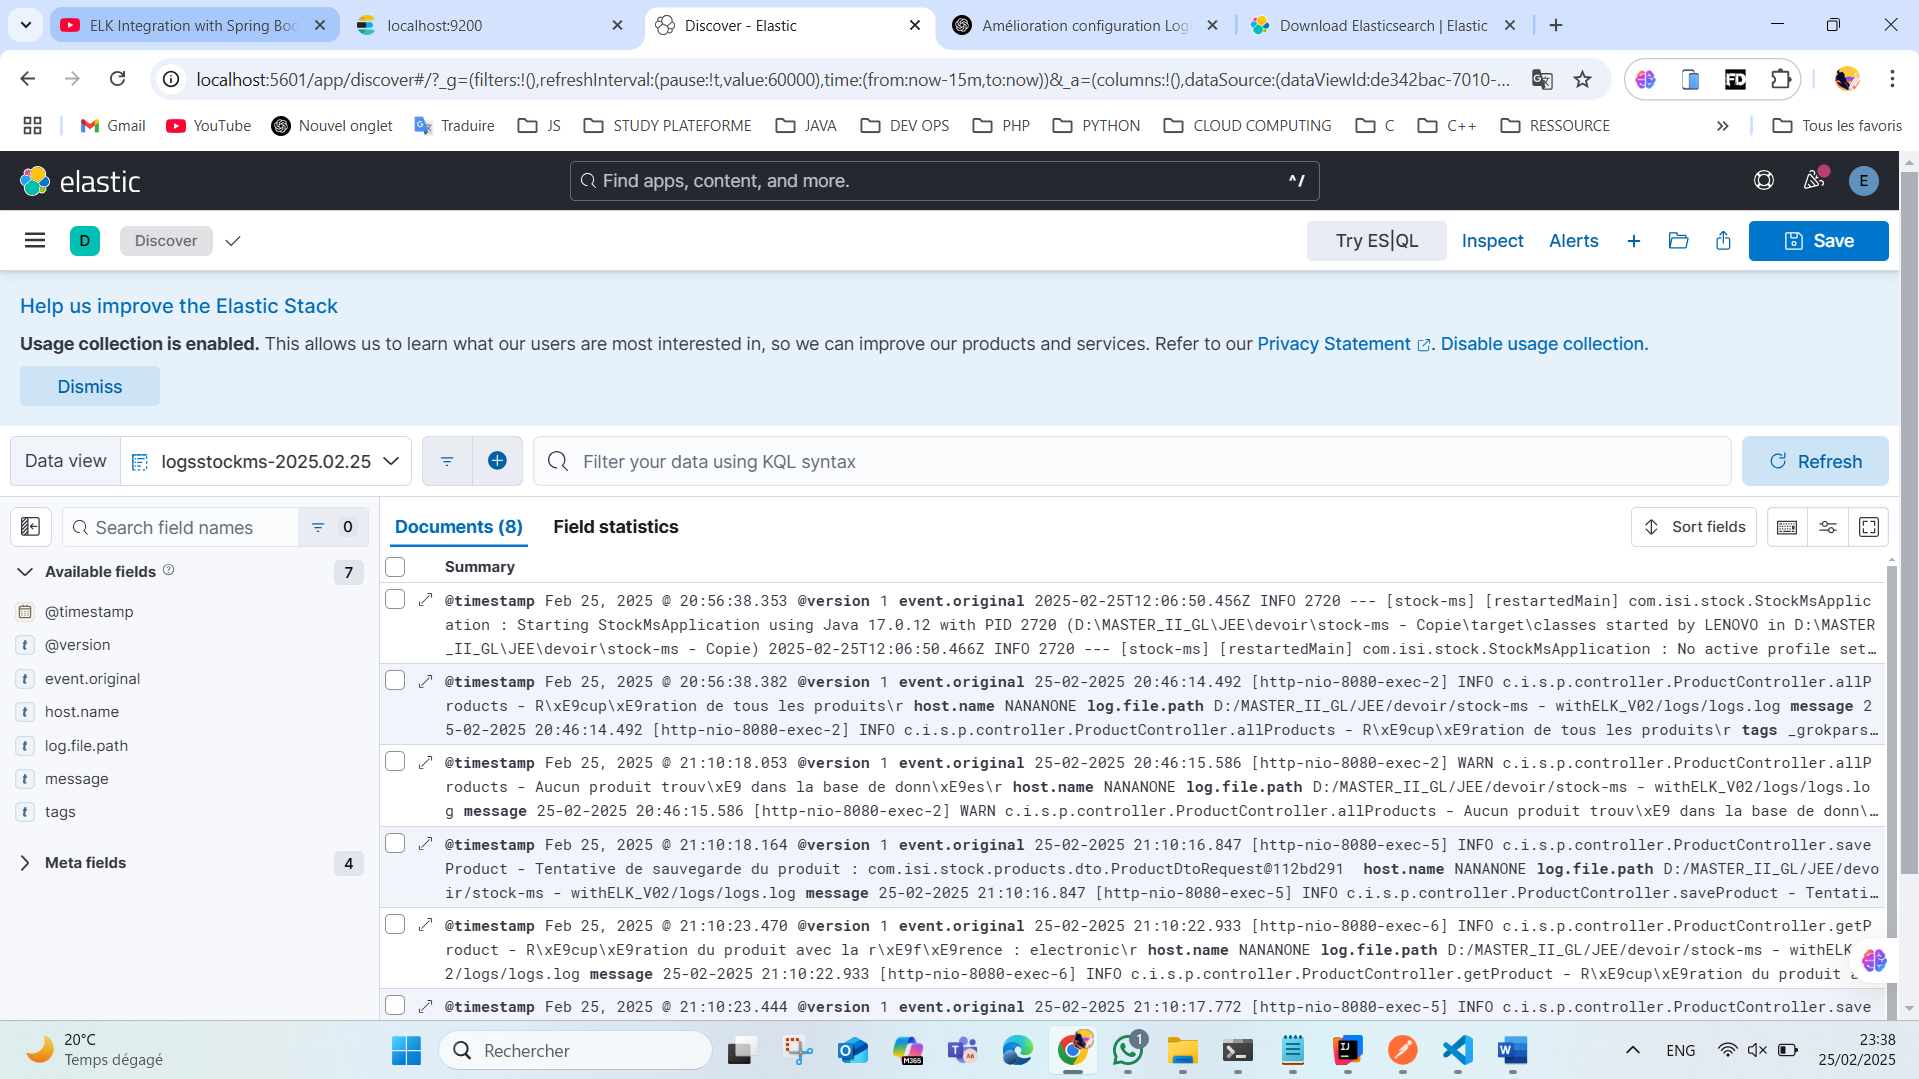 ELK Integration with Spring Boo
localhost:9200
Discover - Elastic
Amélioration configuration Log
Download Elasticsearch | Elastic
localhost:5601/app/discover#/?_g=(filters:!(),refreshInterval:(pause:!t,value:60000),time:(from:now-15m,to:now))&_a=(columns:!(),dataSource:(dataViewId:de342bac-7010-...
Gmail
YouTube
Nouvel onglet
Traduire
JS
STUDY PLATEFORME
JAVA
DEV OPS
PHP
PYTHON
CLOUD COMPUTING
C
C++
RESSOURCE
Tous les favoris
elastic
Find apps, content, and more.
^/
E
D
Discover
Try ES|QL
Inspect
Alerts
Save
Help us improve the Elastic Stack
Usage collection is enabled. This allows us to learn what our users are most interested in, so we can improve our products and services. Refer to our Privacy Statement. Disable usage collection.
Dismiss
Data view
logsstockms-2025.02.25
Filter your data using KQL syntax
Refresh
Search field names
0
Documents (8)
Field statistics
Sort fields
Available fields
7
@timestamp
@version
event.original
host.name
log.file.path
message
tags
Meta fields
4
Summary
@timestamp Feb 25, 2025 @ 20:56:38.353 @version 1 event.original 2025-02-25T12:06:50.456Z INFO 2720 --- [stock-ms] [restartedMain] com.isi.stock.StockMsApplic
ation : Starting StockMsApplication using Java 17.0.12 with PID 2720 (D:\MASTER_II_GL\JEE\devoir\stock-ms - Copie\target\classes started by LENOVO in D:\MASTER
_II_GL\JEE\devoir\stock-ms - Copie) 2025-02-25T12:06:50.466Z INFO 2720 --- [stock-ms] [restartedMain] com.isi.stock.StockMsApplication : No active profile set...
@timestamp Feb 25, 2025 @ 20:56:38.382 @version 1 event.original 25-02-2025 20:46:14.492 [http-nio-8080-exec-2] INFO c.i.s.p.controller.ProductController.allP
roducts - R\xE9cup\xE9ration de tous les produits\r host.name NANANONE log.file.path D:/MASTER_II_GL/JEE/devoir/stock-ms - withELK_V02/logs/logs.log message 2
5-02-2025 20:46:14.492 [http-nio-8080-exec-2] INFO c.i.s.p.controller.ProductController.allProducts - R\xE9cup\xE9ration de tous les produits\r tags _grokpars...
@timestamp Feb 25, 2025 @ 21:10:18.053 @version 1 event.original 25-02-2025 20:46:15.586 [http-nio-8080-exec-2] WARN c.i.s.p.controller.ProductController.allP
roducts - Aucun produit trouv\xE9 dans la base de donn\xE9es\r host.name NANANONE log.file.path D:/MASTER_II_GL/JEE/devoir/stock-ms - withELK_V02/logs/logs.lo
g message 25-02-2025 20:46:15.586 [http-nio-8080-exec-2] WARN c.i.s.p.controller.ProductController.allProducts - Aucun produit trouv\xE9 dans la base de donn\...
@timestamp Feb 25, 2025 @ 21:10:18.164 @version 1 event.original 25-02-2025 21:10:16.847 [http-nio-8080-exec-5] INFO c.i.s.p.controller.ProductController.save
Product - Tentative de sauvegarde du produit : com.isi.stock.products.dto.ProductDtoRequest@112bd291 host.name NANANONE log.file.path D:/MASTER_II_GL/JEE/devo
ir/stock-ms - withELK_V02/logs/logs.log message 25-02-2025 21:10:16.847 [http-nio-8080-exec-5] INFO c.i.s.p.controller.ProductController.saveProduct - Tentati...
@timestamp Feb 25, 2025 @ 21:10:23.470 @version 1 event.original 25-02-2025 21:10:22.933 [http-nio-8080-exec-6] INFO c.i.s.p.controller.ProductController.getP
roduct - R\xE9cup\xE9ration du produit avec la r\xE9f\xE9rence : electronic\r host.name NANANONE log.file.path D:/MASTER_II_GL/JEE/devoir/stock-ms - withELK
2/logs/logs.log message 25-02-2025 21:10:22.933 [http-nio-8080-exec-6] INFO c.i.s.p.controller.ProductController.getProduct - R\xE9cup\xE9ration du produit
@timestamp Feb 25, 2025 @ 21:10:23.444 @version 1 event.original 25-02-2025 21:10:17.772 [http-nio-8080-exec-5] INFO c.i.s.p.controller.ProductController.save
20°C
Temps dégagé
Rechercher
1
ENG
23:38
25/02/2025